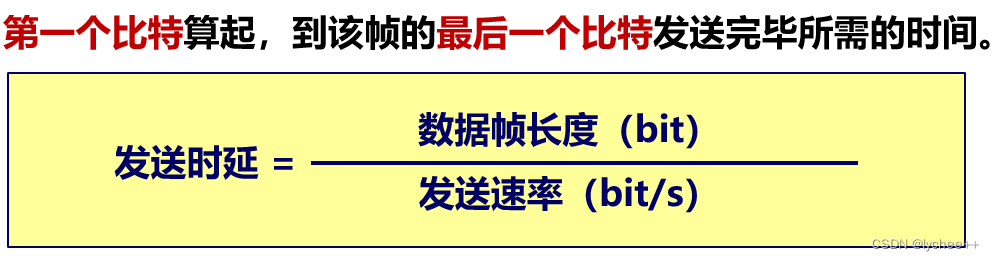 第一个比特算起，到该帧的最后一个比特发送完毕所需的时间。
数据帧长度（bit）
发送时延 =
发送速率（bit/s）
CSDN @lychee++